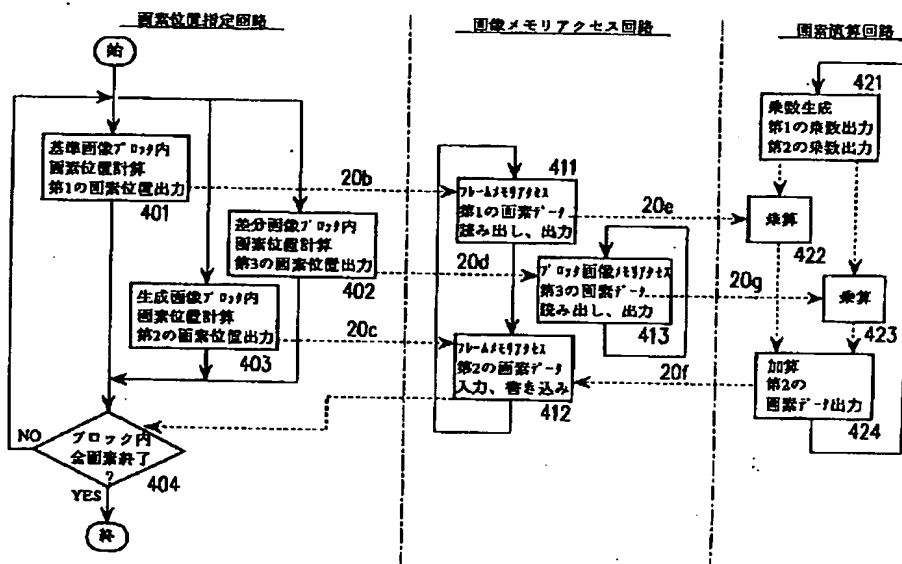 画素位置指定回路
画像メモリアクセス回路
画素演算回路
始
基準画像ブロック内
画素位置計算
第1の画素位置出力
401
差分画像ブロック内
画素位置計算
第3の画素位置出力
402
生成画像ブロック内
画素位置計算
第2の画素位置出力
403
NO
ブロック内
全画素終了
?
404
YES
終
20b
20d
20c
411
フレームメモリアクセス
第1の画素データ
読み出し、出力
ブロック画像メモリアクセス
第3の画素データ
読み出し、出力
413
フレームメモリアクセス
第2の画素データ
入力、書き込み
412
20e
20g
20f
421
乗数生成
第1の乗数出力
第2の乗数出力
乗算
422
乗算
423
加算
第2の
画素データ出力
424